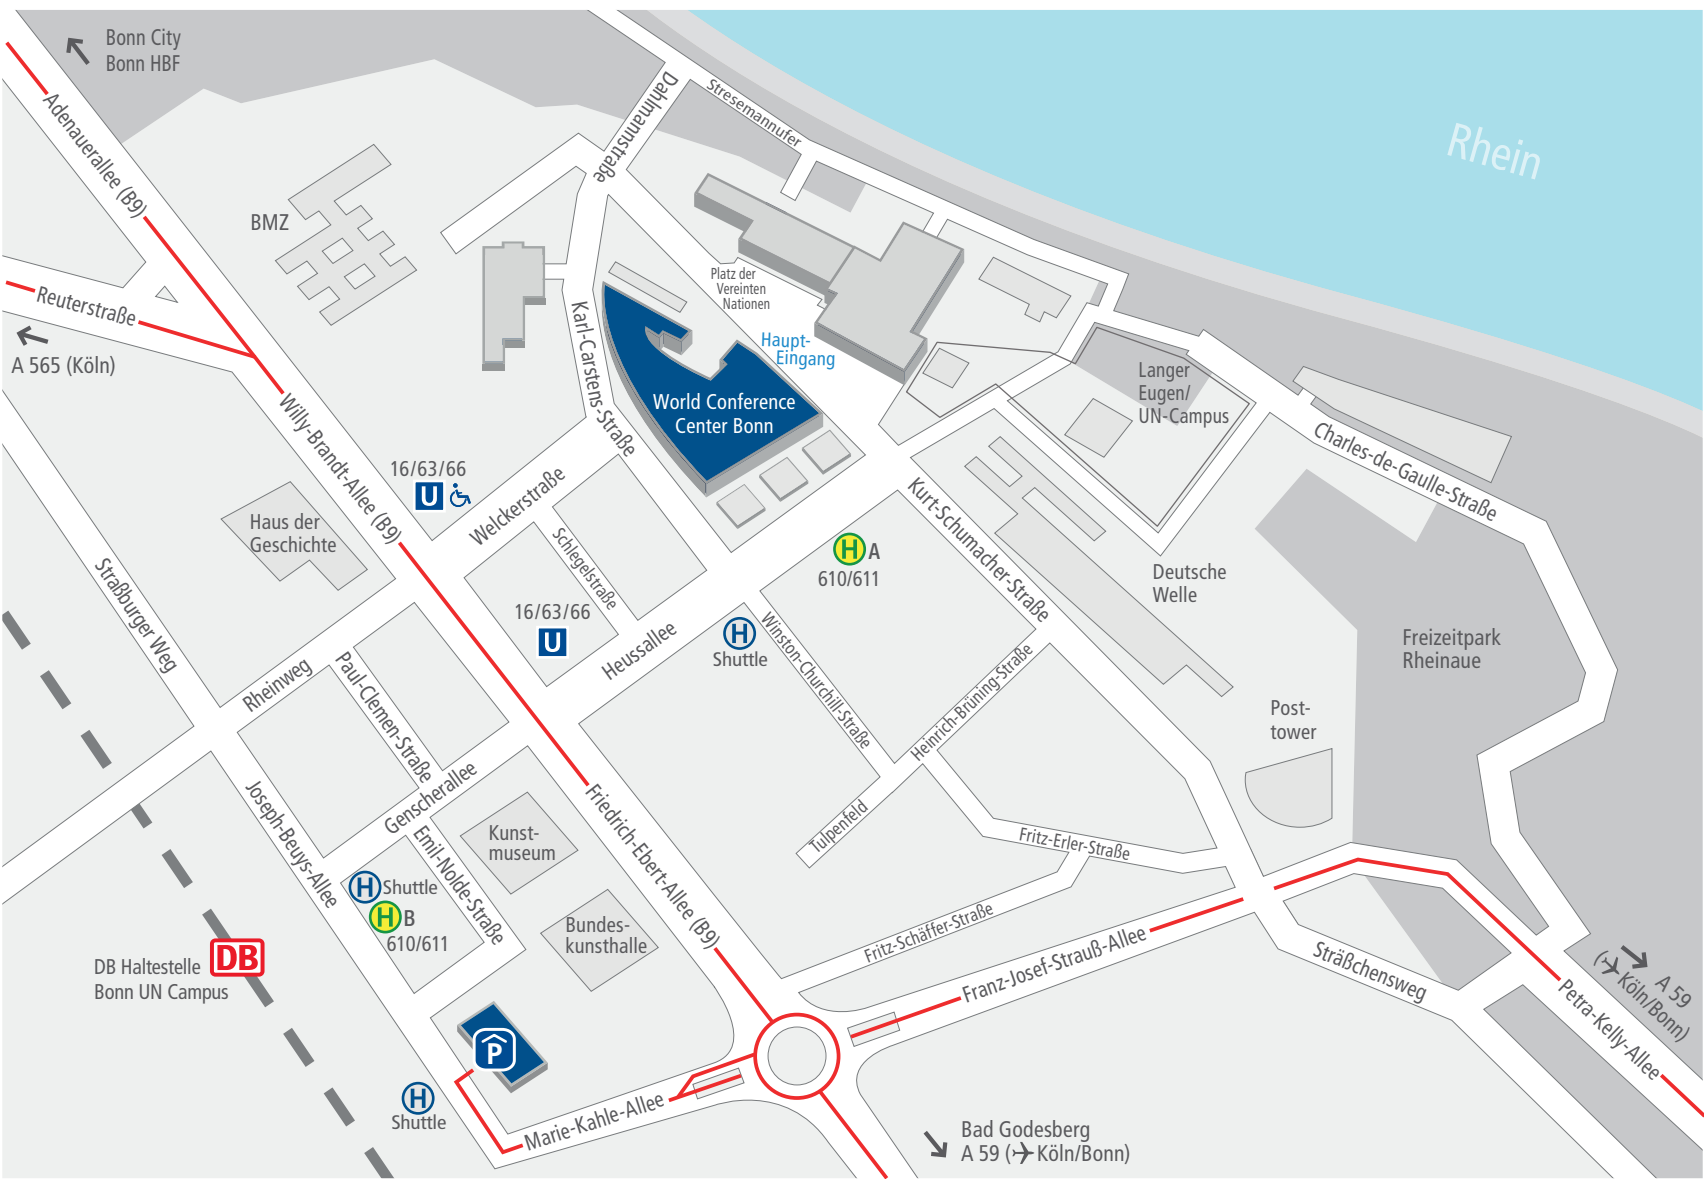 Bonn City
Bonn HBF
Adenauerallee (B9)
Reuterstraße
A 565 (Köln)
BMZ
Dahlmannstraße
Stresemannufer
Rhein
Platz der
Vereinten
Nationen
Haupt-
Eingang
Karl-Carstens-Straße
World Conference
Center Bonn
Langer
Eugen/
UN-Campus
Charles-de-Gaulle-Straße
Willy-Brandt-Allee (B9)
16/63/66
U
Welckerstraße
Haus der
Geschichte
Schlegelstraße
Kurt-Schumacher-Straße
H A
610/611
Deutsche
Welle
Straßburger Weg
16/63/66
U
Heussallee
H
Shuttle
Winston-Churchill-Straße
Heinrich-Brüning-Straße
Freizeitpark
Rheinaue
Rheinweg
Paul-Clemen-Straße
Post-
tower
Genscherallee
Joseph-Beuys-Allee
Friedrich-Ebert-Allee (B9)
Tulpenfeld
Fritz-Erler-Straße
Kunst-
museum
Emil-Nolde-Straße
H Shuttle
H B
610/611
Bundes-
kunsthalle
Fritz-Schäffer-Straße
Franz-Josef-Strauß-Allee
Sträßchensweg
A 59
(Köln/Bonn)
Petra-Kelly-Allee
DB Haltestelle
Bonn UN Campus
DB
P
H
Shuttle
Marie-Kahle-Allee
Bad Godesberg
A 59 (Köln/Bonn)